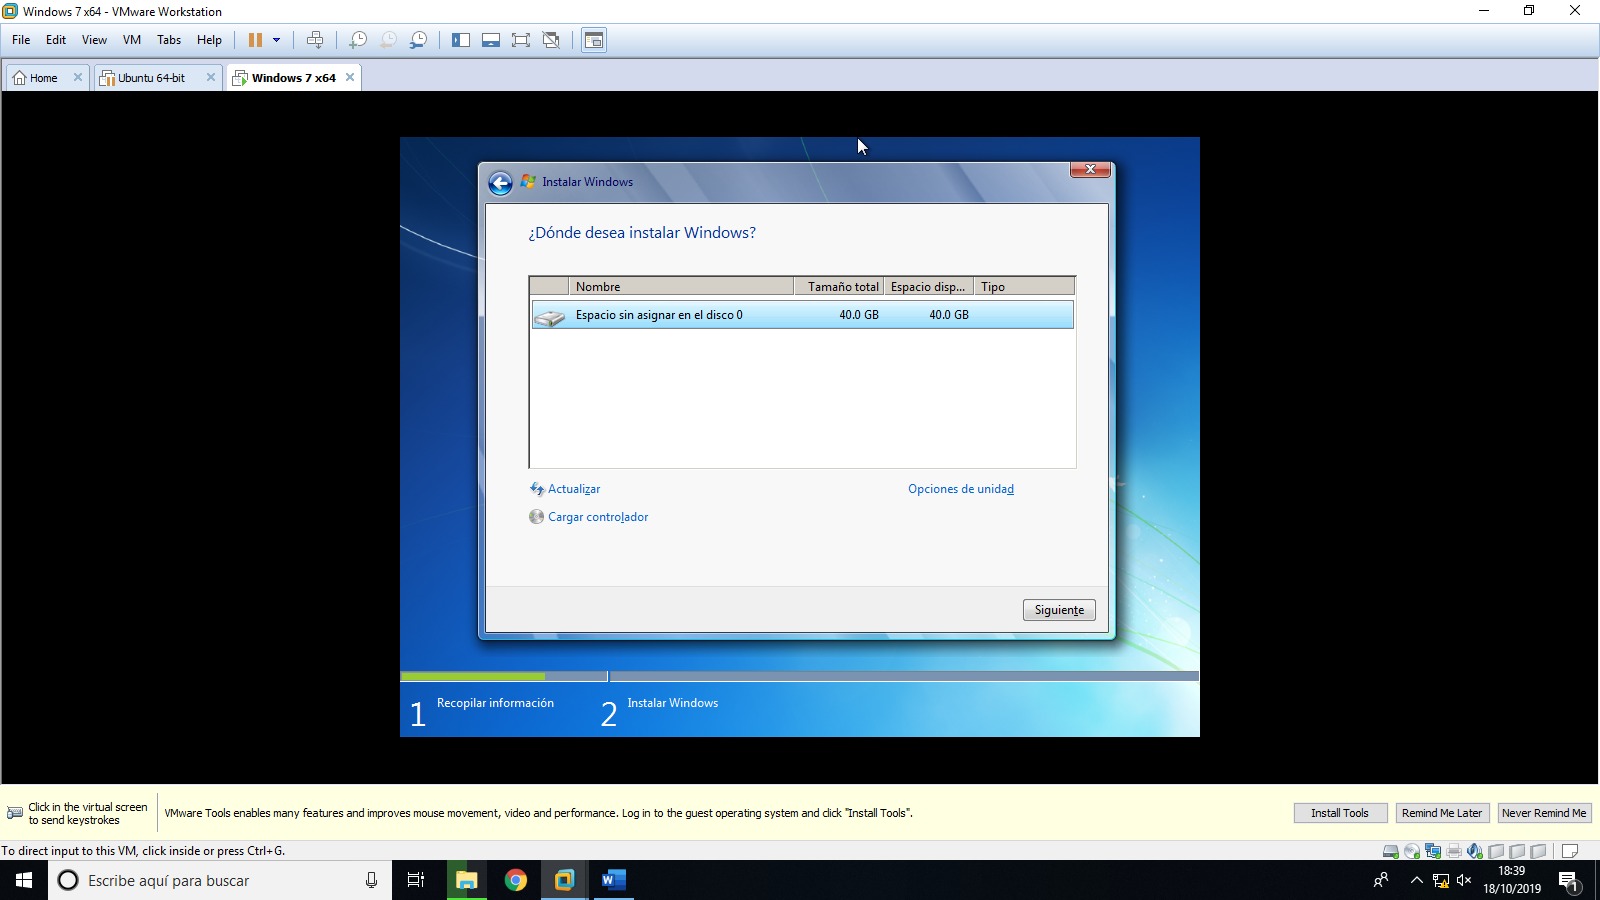 Windows 7 x64 - VMware Workstation
File Edit View VM Tabs Help
Home Ubuntu 64-bit Windows 7 x64
Instalar Windows
¿Dónde desea instalar Windows?
Nombre Tamaño total Espacio disp... Tipo
Espacio sin asignar en el disco 0 40.0 GB 40.0 GB
Actualizar Opciones de unidad
Cargar controlador
Siguiente
1 Recopilar información 2 Instalar Windows
Click in the virtual screen
to send keystrokes
VMware Tools enables many features and improves mouse movement, video and performance. Log in to the guest operating system and click "Install Tools".
Install Tools Remind Me Later Never Remind Me
To direct input to this VM, click inside or press Ctrl+G.
Escribe aquí para buscar
18:39
18/10/2019
1